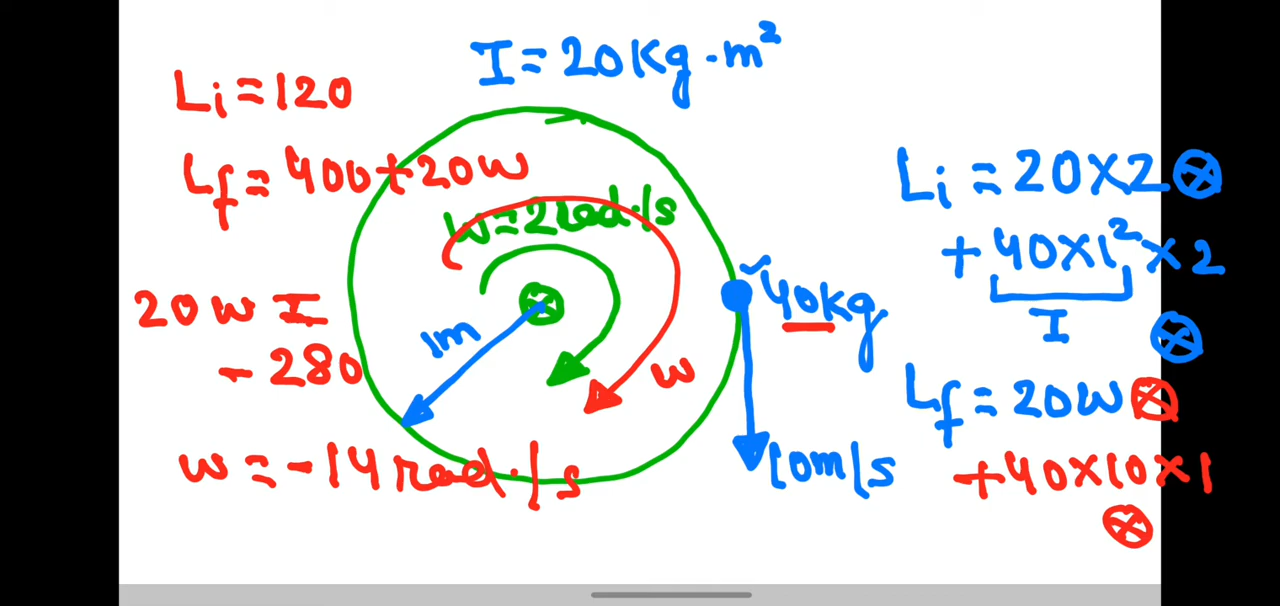 I = 20 Kg·m²
Li = 120
Lf = 400 + 20w
w = 2 rad·/s
20w =
- 280
w = -14 rad·/s
1m
w
40kg
10m/s
Li = 20×2 ⊗
+ 40×1² × 2
I
⊗
Lf = 20w ⊗
+ 40×10×1
⊗